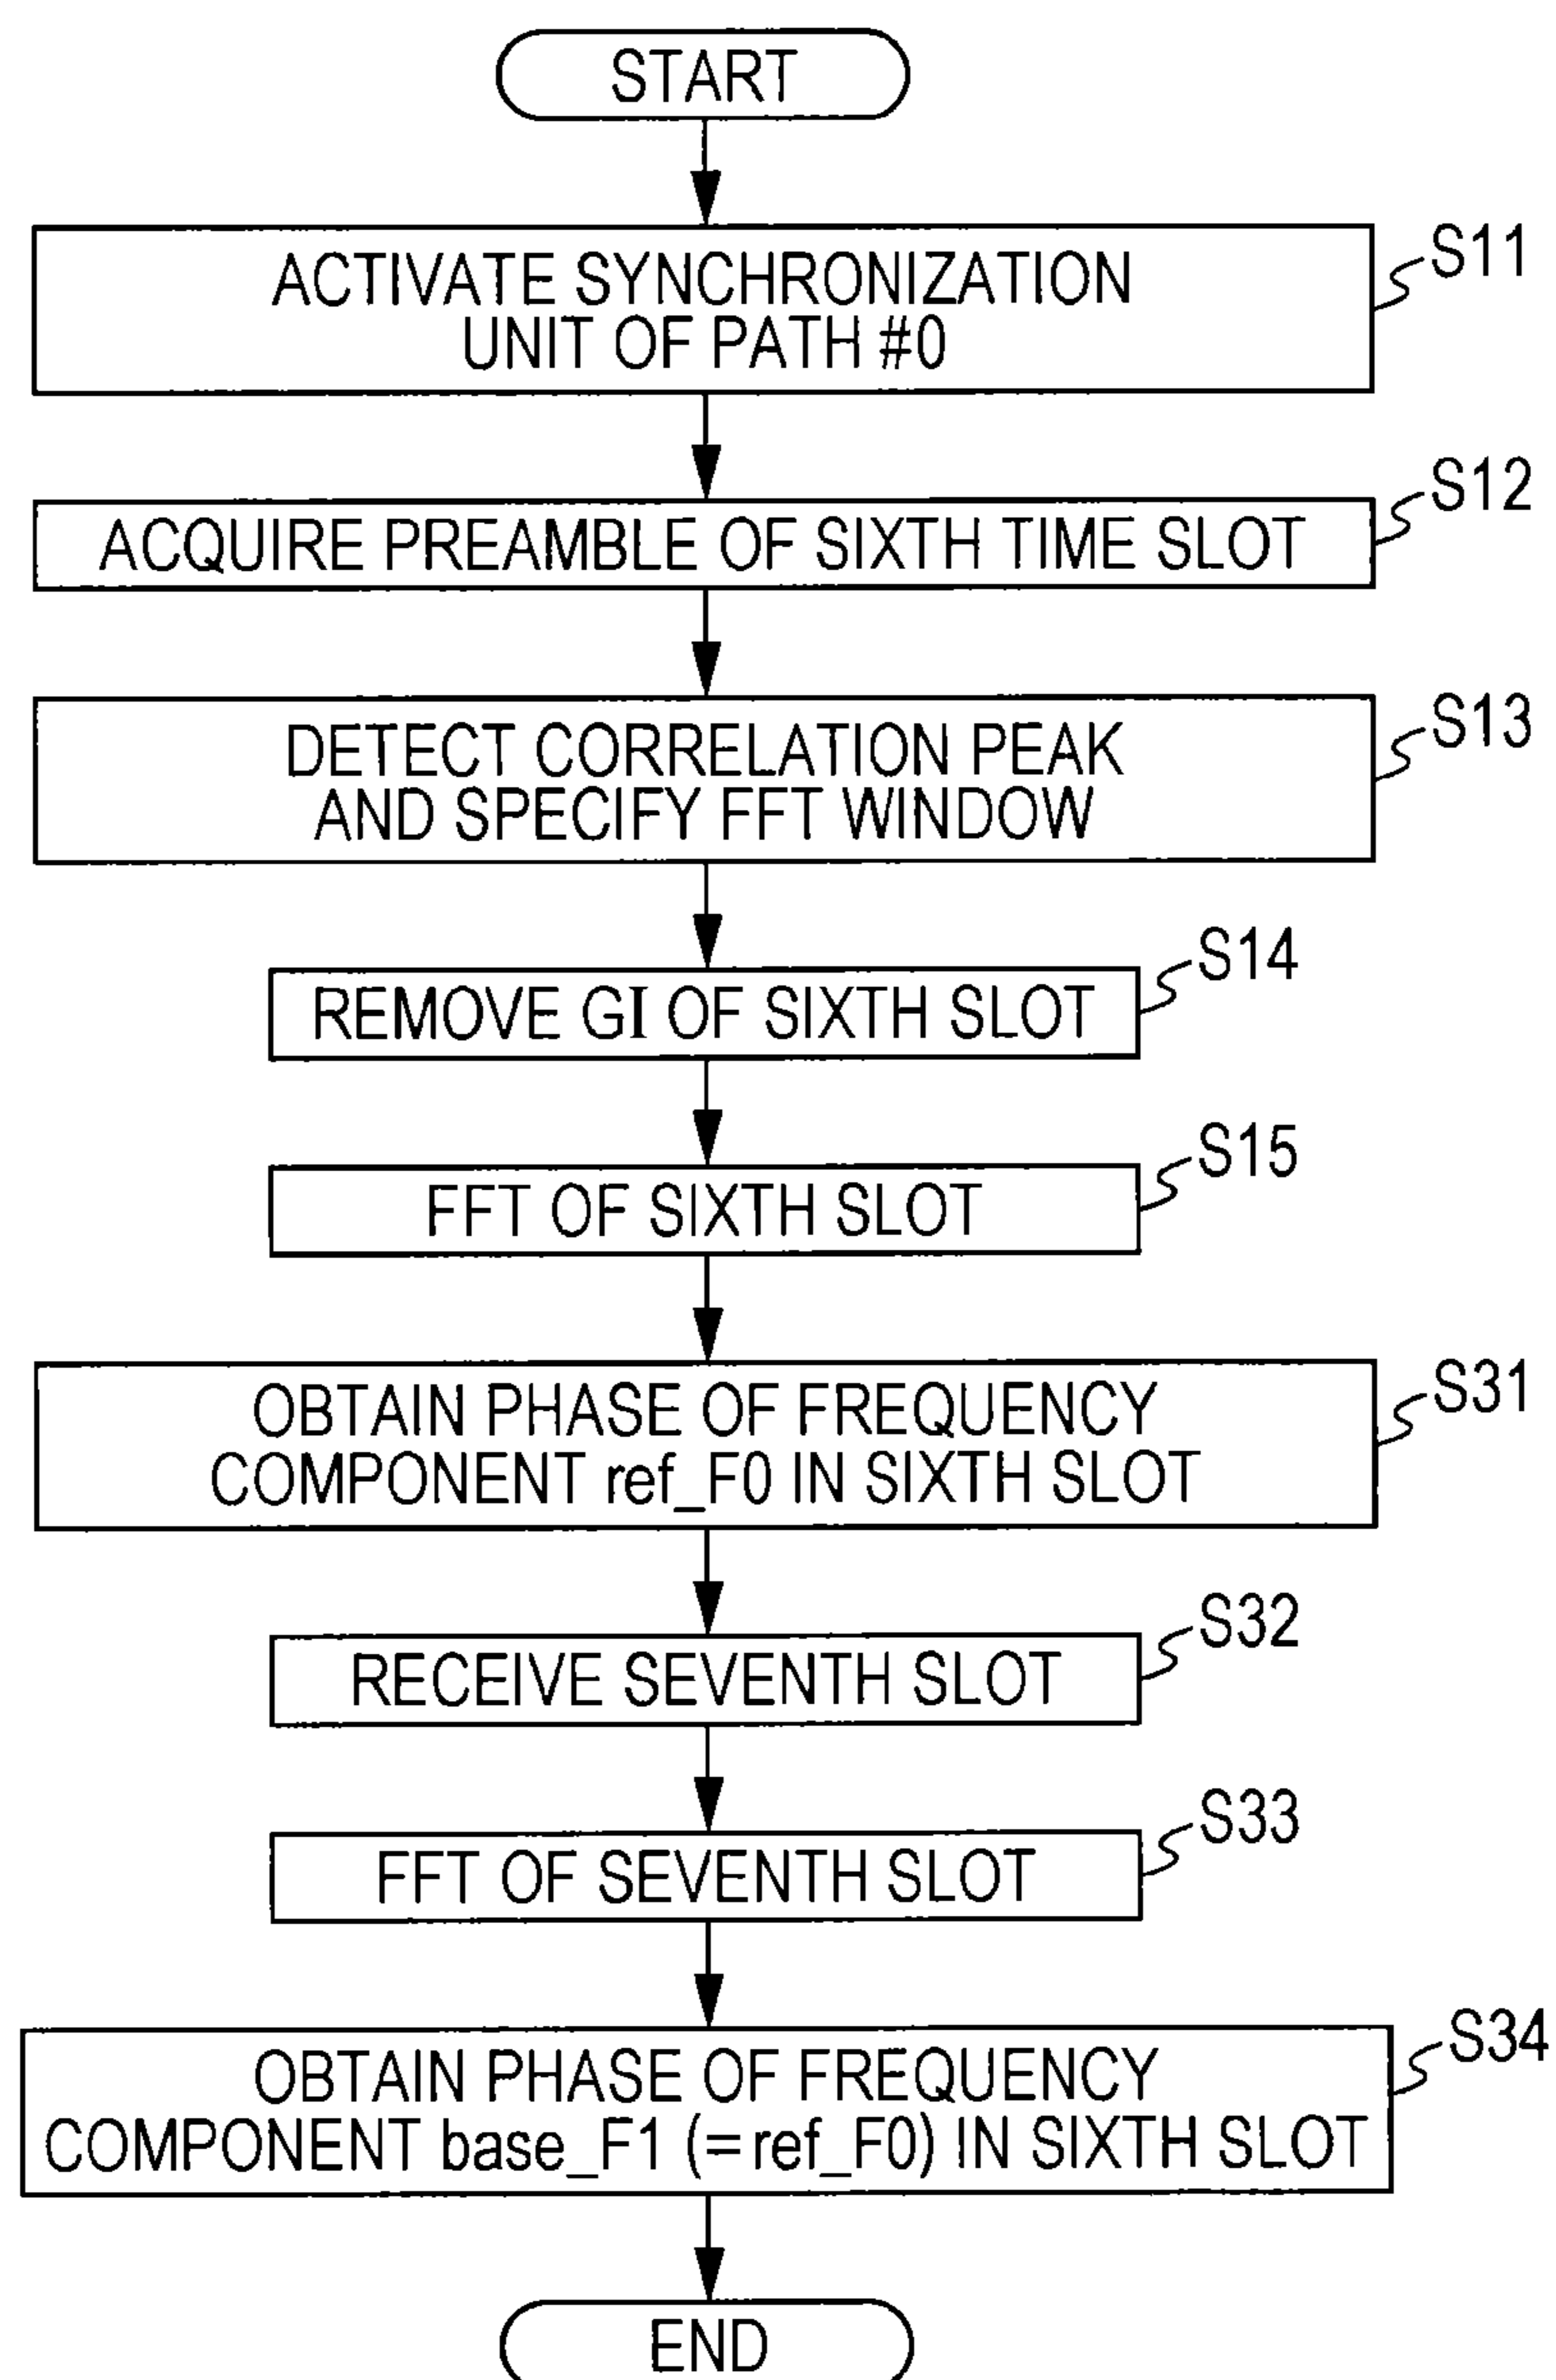 START
S11
ACTIVATE SYNCHRONIZATION
UNIT OF PATH #0
S12
ACQUIRE PREAMBLE OF SIXTH TIME SLOT
S13
DETECT CORRELATION PEAK
AND SPECIFY FFT WINDOW
S14
REMOVE GI OF SIXTH SLOT
S15
FFT OF SIXTH SLOT
S31
OBTAIN PHASE OF FREQUENCY
COMPONENT ref_F0 IN SIXTH SLOT
S32
RECEIVE SEVENTH SLOT
S33
FFT OF SEVENTH SLOT
S34
OBTAIN PHASE OF FREQUENCY
COMPONENT base_F1 (=ref_F0) IN SIXTH SLOT
END